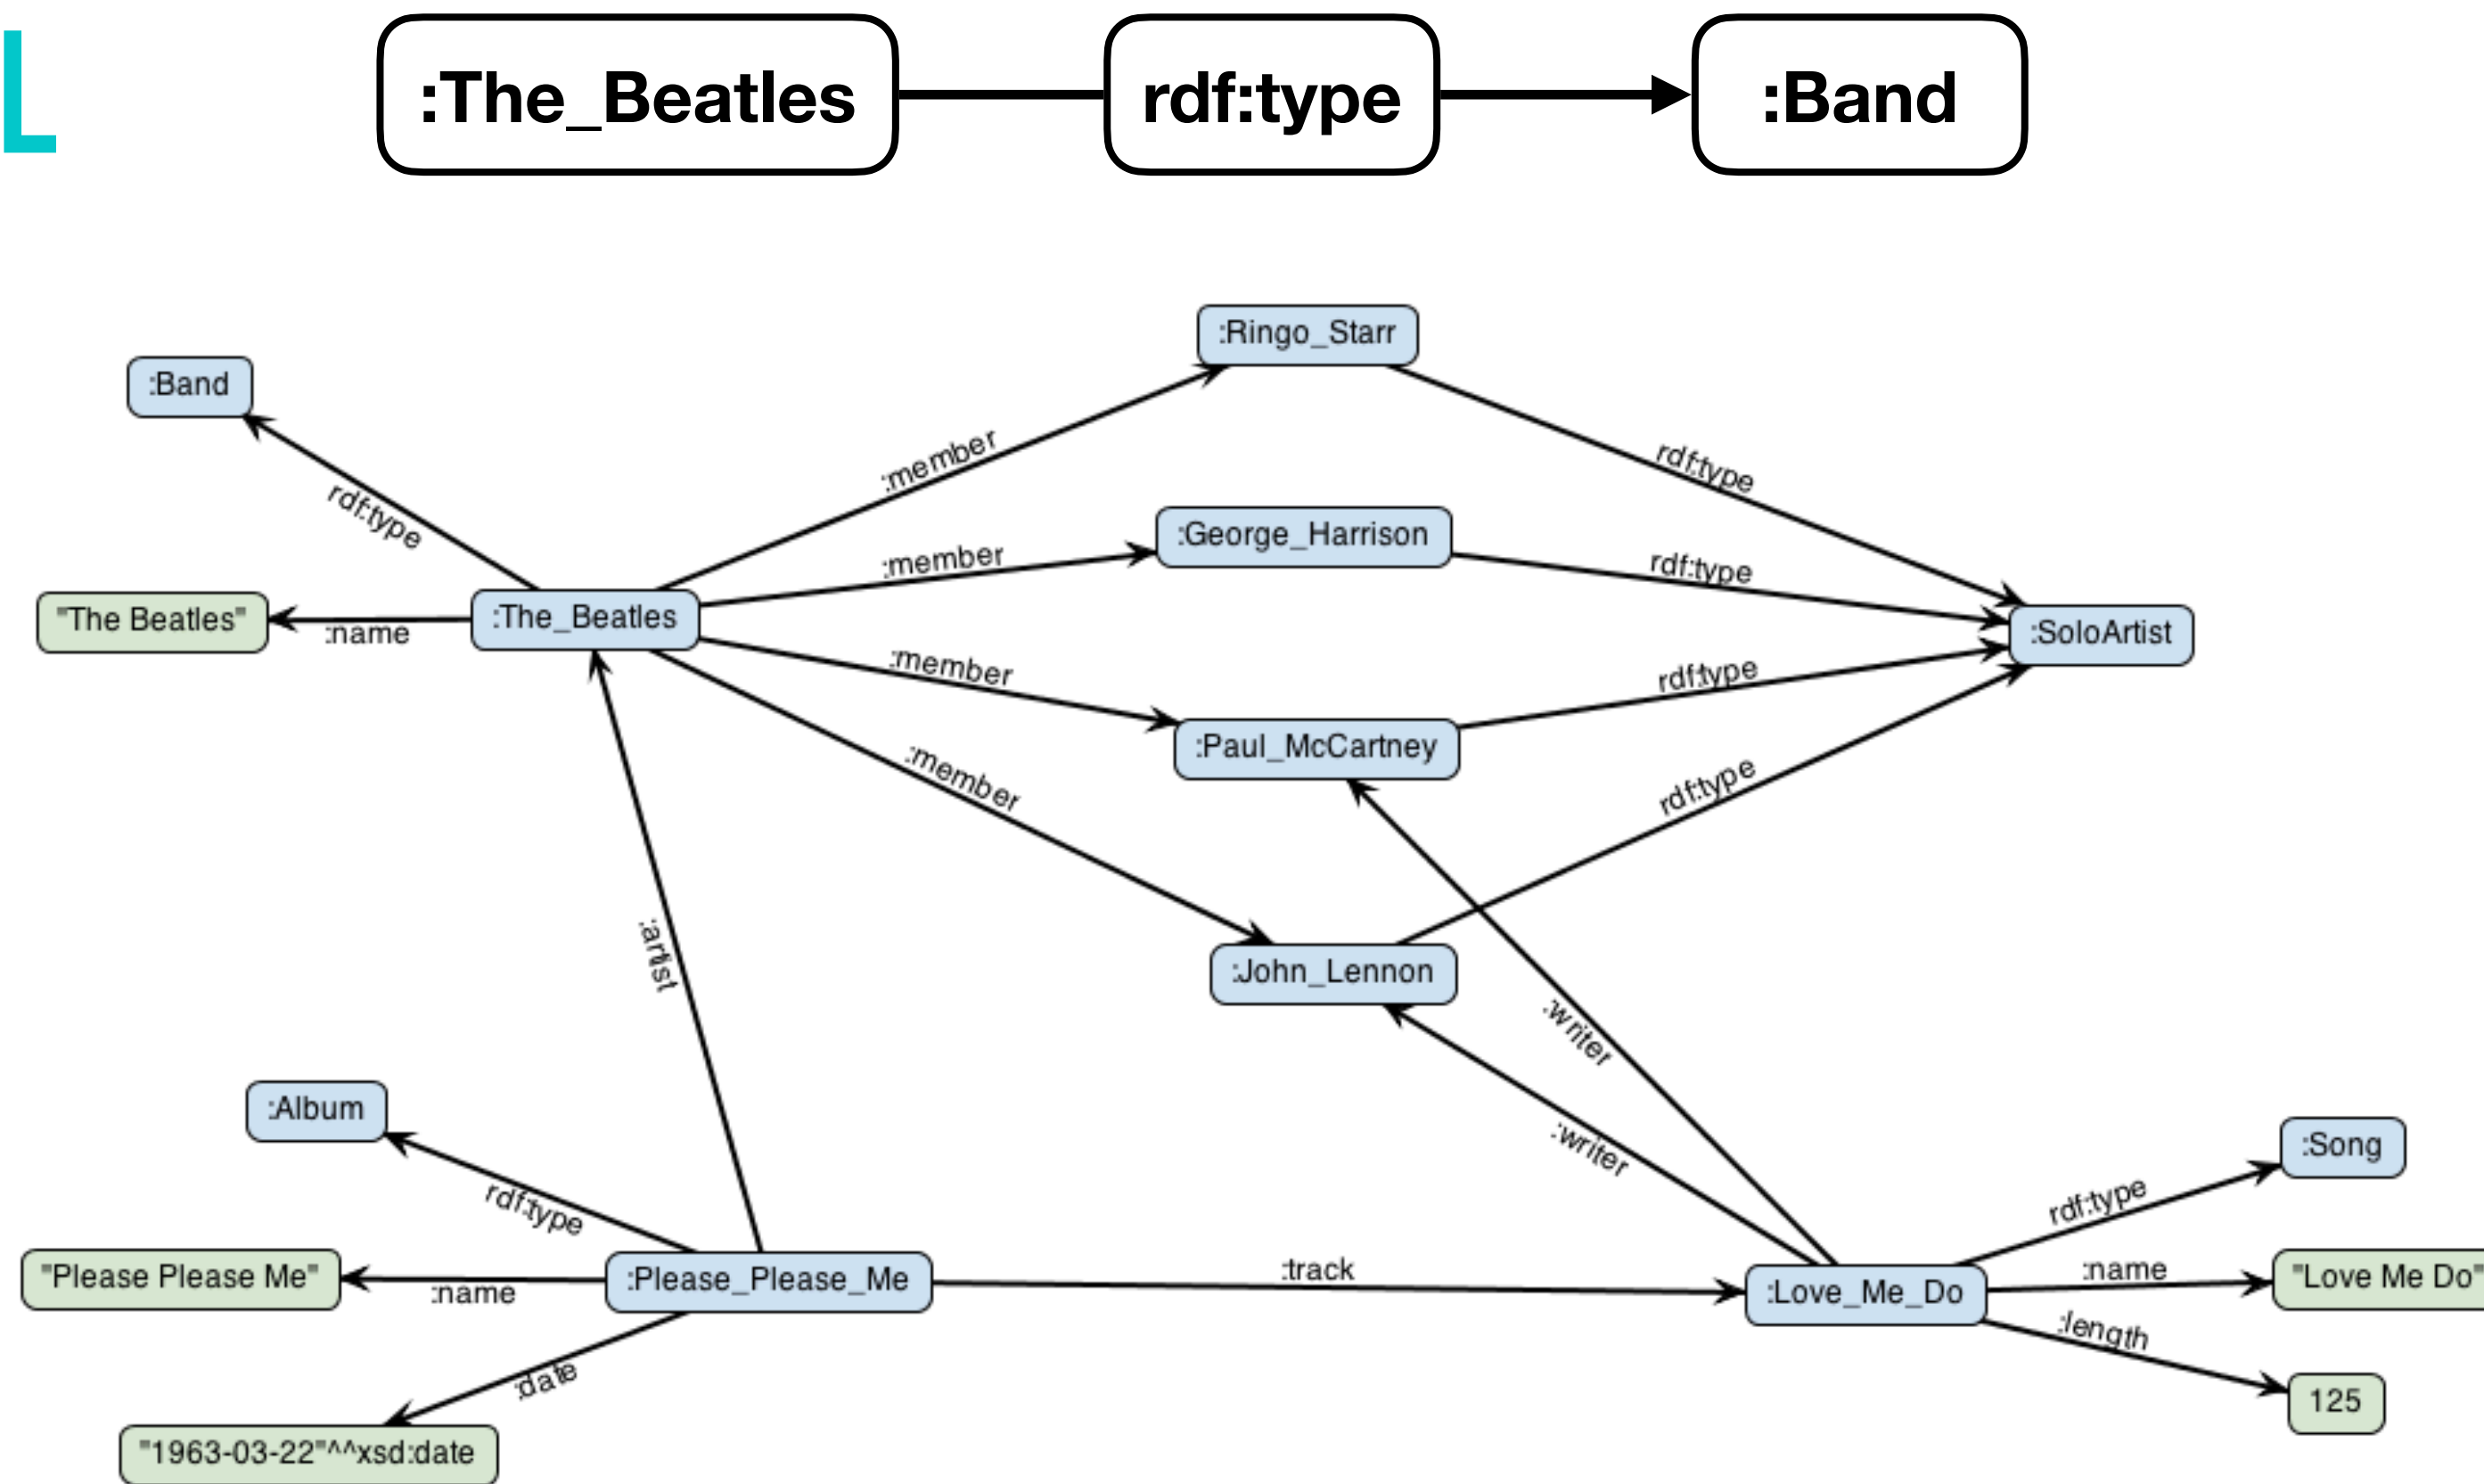 L
:The_Beatles rdf:type :Band
:Ringo_Starr
:Band
:member
rdf:type
rdf:type
:George_Harrison
:member
rdf:type
"The Beatles"
:name
:The_Beatles
:SoloArtist
:member
rdf:type
:Paul_McCartney
:member
rdf:type
:artist
:John_Lennon
:writer
:Album
:writer
:Song
rdf:type
rdf:type
"Please Please Me"
:name
:Please_Please_Me
:track
:Love_Me_Do
:name
"Love Me Do"
:length
:date
125
"1963-03-22"^^xsd:date